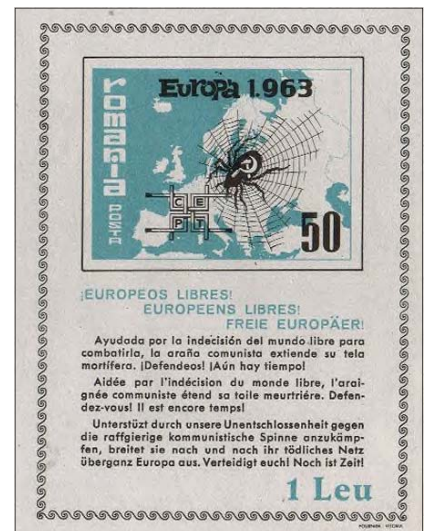 Europa 1.963
romania
POSTA
50
¡EUROPEOS LIBRES!
EUROPEENS LIBRES!
FREIE EUROPÄER!
Ayudada por la indecisión del mundo libre para
combatirla, la araña comunista extiende su tela
mortífera. ¡Defendeos! ¡Aún hay tiempo!
Aidée par l'indécision du monde libre, l'arai-
gnée communiste étend sa toile meurtriére. Defen-
dez-vous! Il est encore temps!
Unterstüzt durch unsere Unentschlossenheit gegen
die raffgierige kommunistische Spinne anzukämp-
fen, breitet sie nach und nach ihr tödliches Netz
überganz Europa aus. Verteidigt euch! Noch ist Zeit!
1 Leu